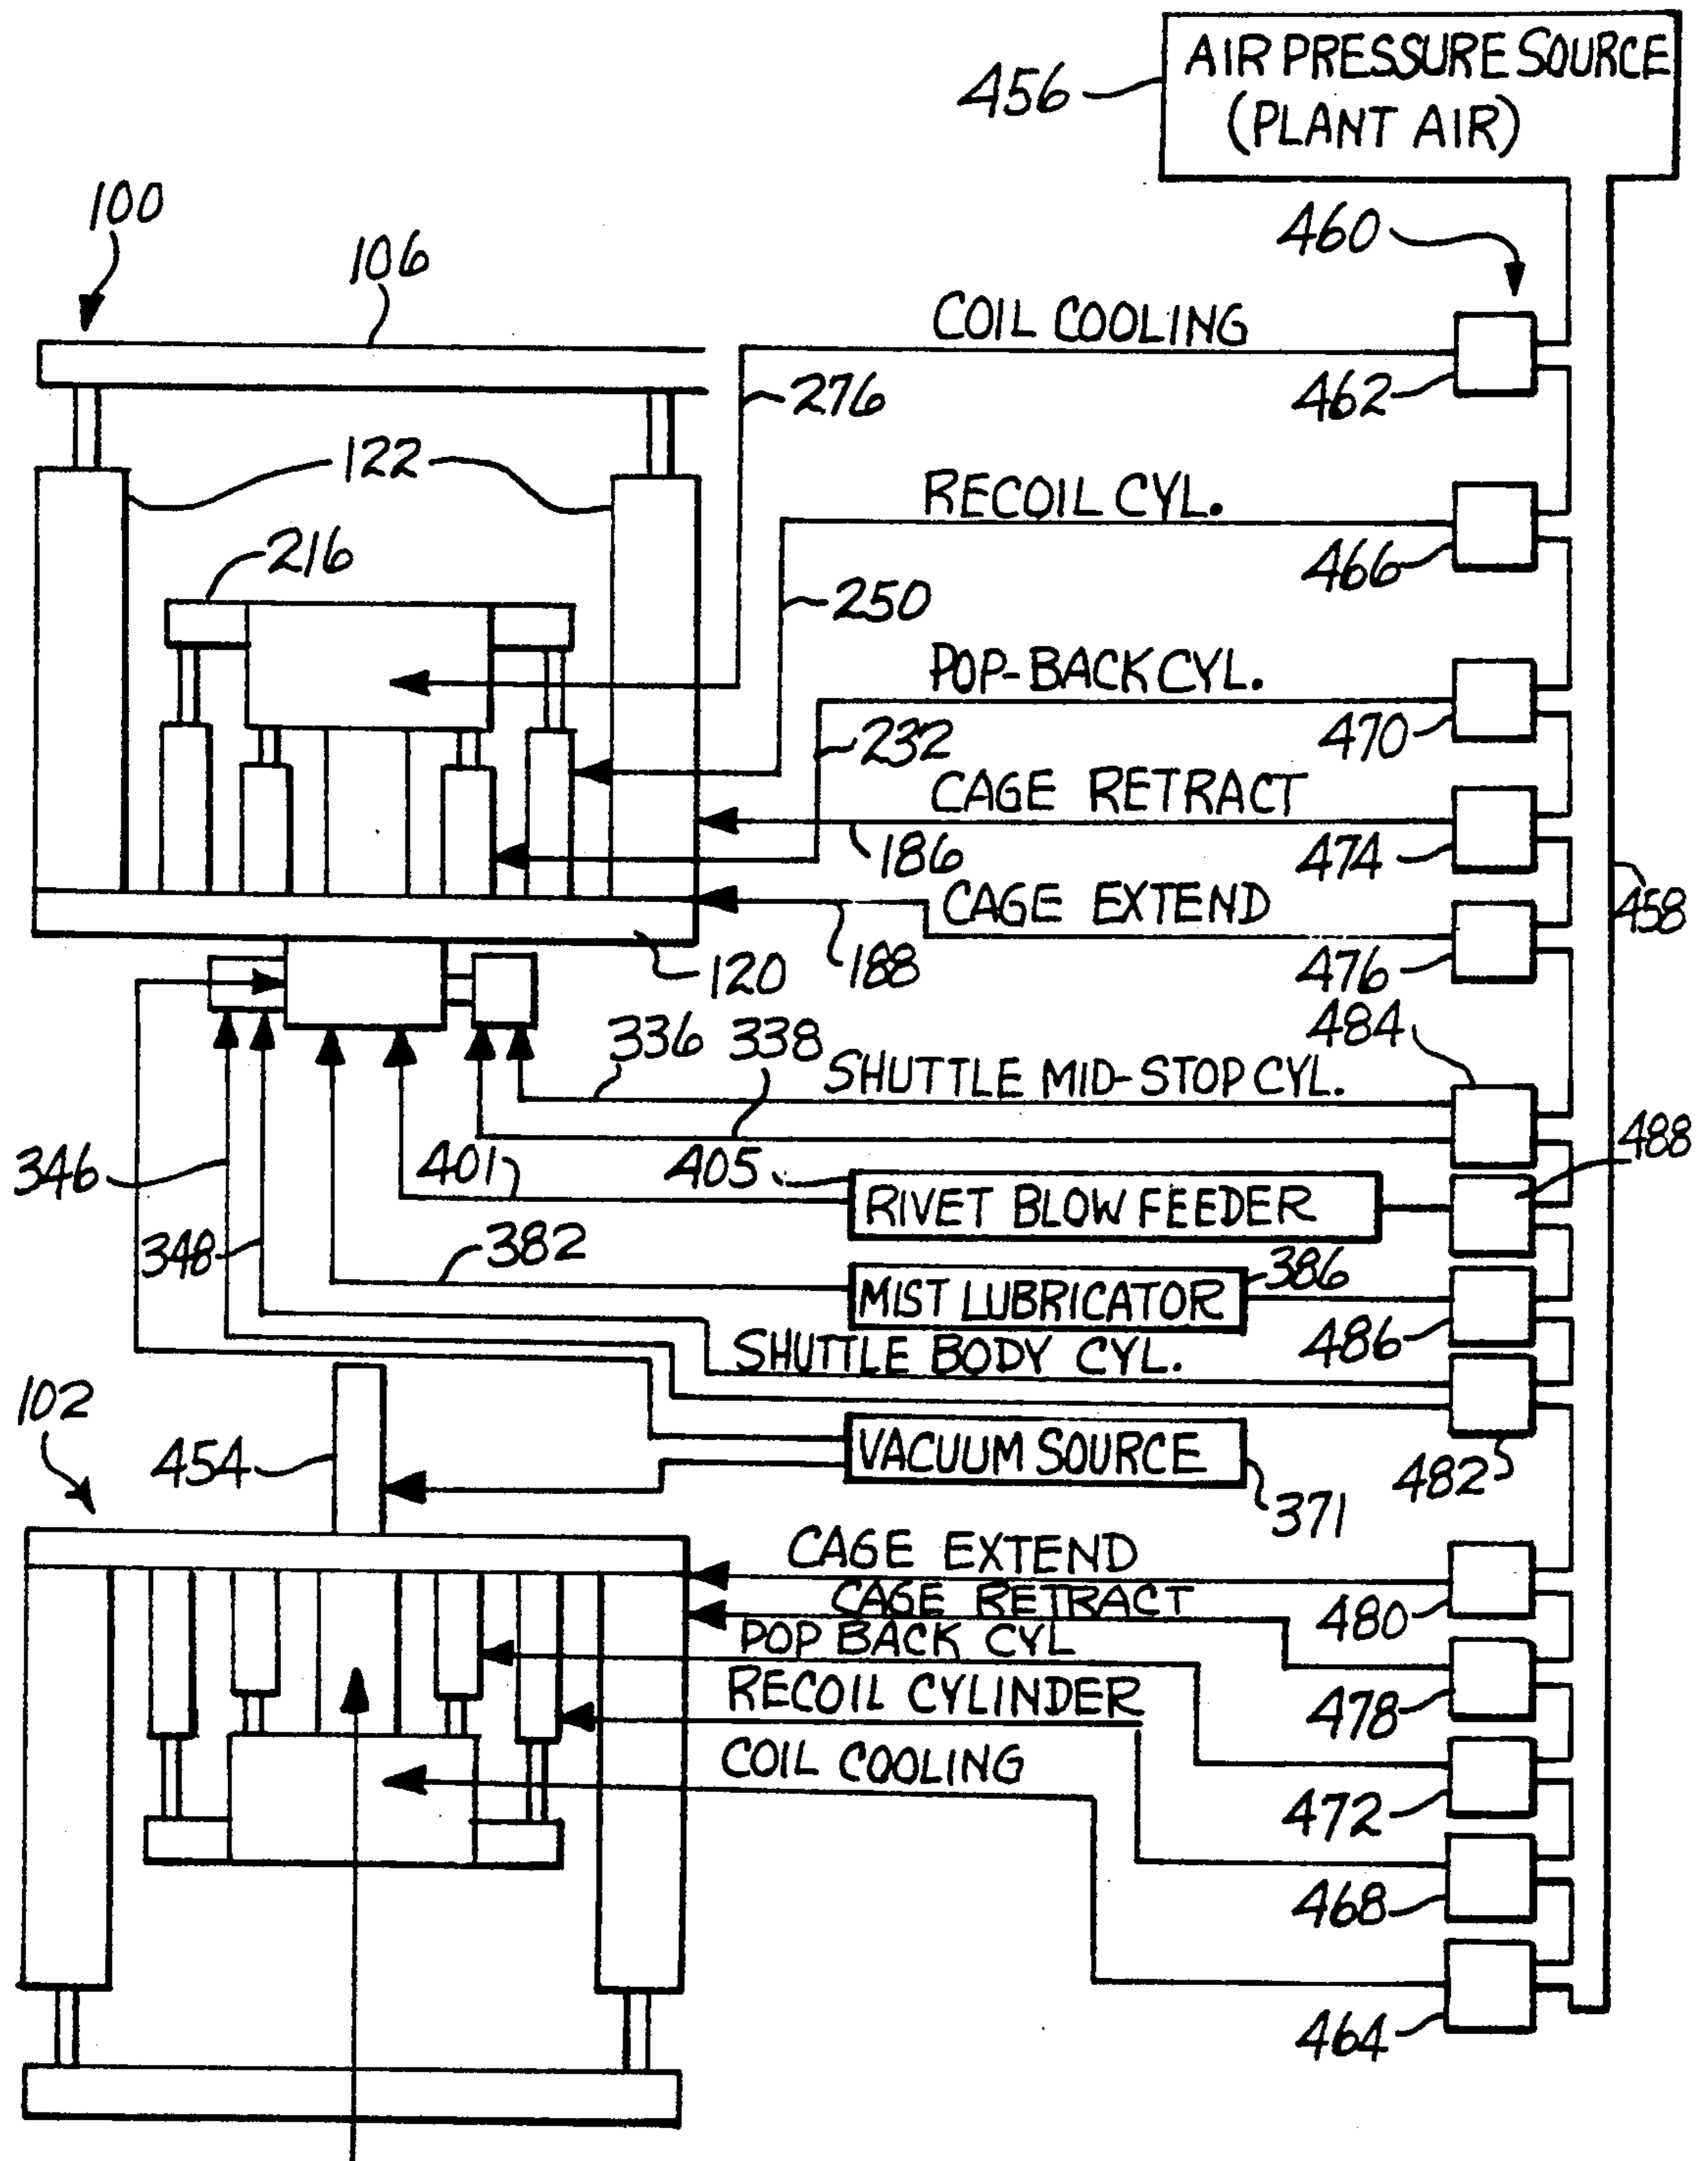 AIR PRESSURE SOURCE
(PLANT AIR)
456
100
106
460
COIL COOLING
276
462
122
RECOIL CYL.
216
466
250
POP-BACK CYL.
470
232
CAGE RETRACT
186
474
458
CAGE EXTEND
188
476
120
484
336
338
SHUTTLE MID-STOP CYL.
488
346
401
405
RIVET BLOW FEEDER
348
382
386
MIST LUBRICATOR
486
SHUTTLE BODY CYL.
102
454
VACUUM SOURCE
482
371
CAGE EXTEND
480
CAGE RETRACT
POP BACK CYL
478
RECOIL CYLINDER
COIL COOLING
472
468
464